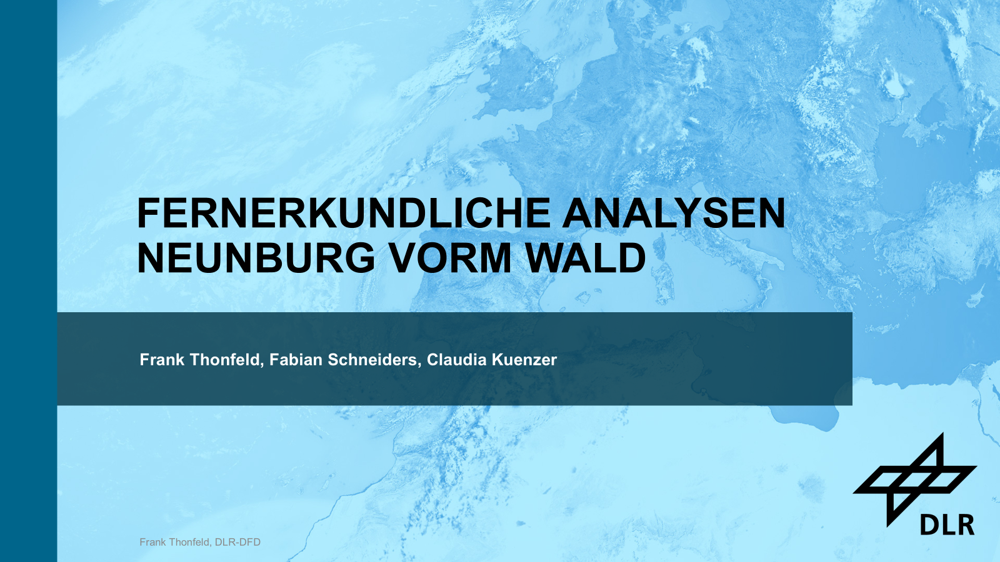 FERNERKUNDLICHE ANALYSEN
NEUNBURG VORM WALD
Frank Thonfeld, Fabian Schneiders, Claudia Kuenzer
DLR
Frank Thonfeld, DLR-DFD